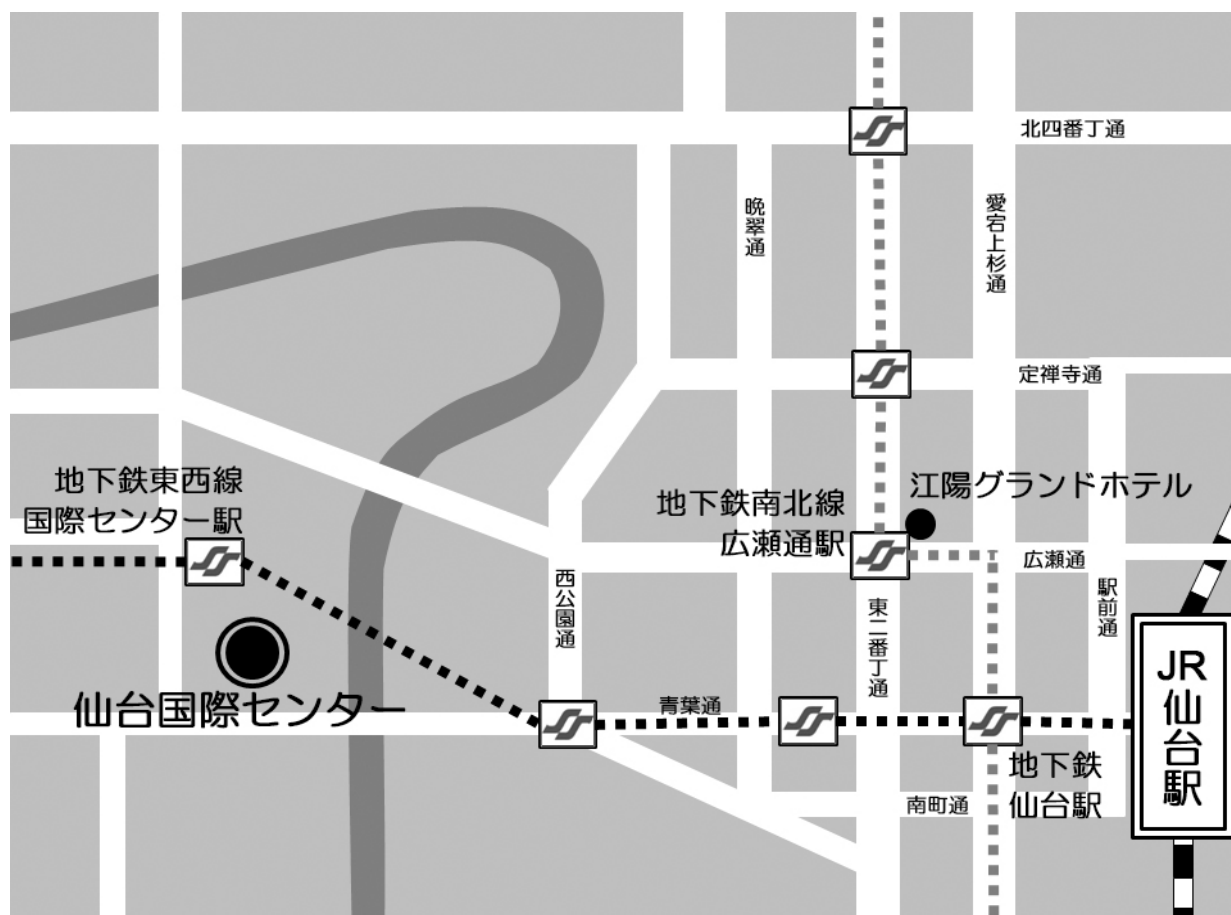 北四番丁通
晩翠通
愛宕上杉通
定禅寺通
地下鉄東西線
国際センター駅
地下鉄南北線
広瀬通駅
江陽グランドホテル
広瀬通
西公園通
東二番丁通
駅前通
仙台国際センター
青葉通
地下鉄
仙台駅
南町通
JR
仙台駅